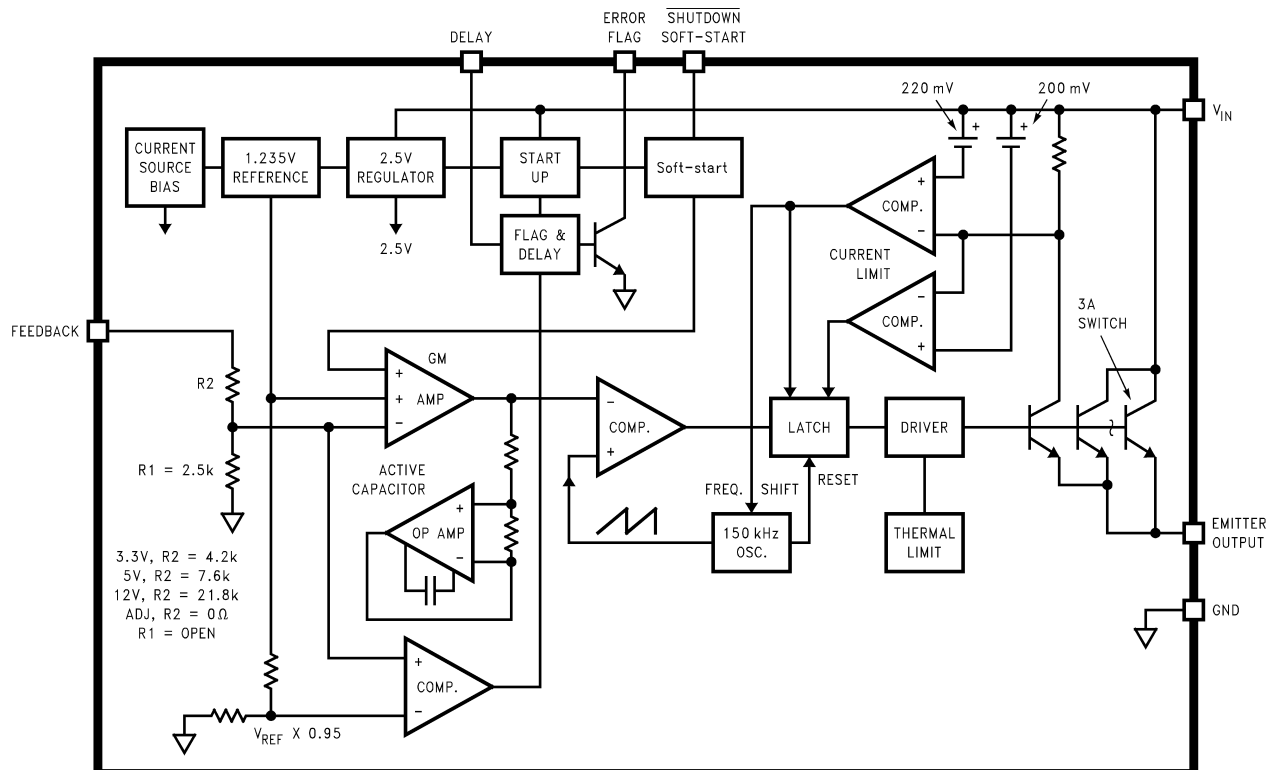 DELAY
ERROR
FLAG
SHUTDOWN
SOFT-START
220 mV
200 mV
VIN
CURRENT
SOURCE
BIAS
1.235V
REFERENCE
2.5V
REGULATOR
START
UP
Soft-start
2.5V
FLAG &
DELAY
+
+
+
COMP.
-
CURRENT
LIMIT
-
COMP.
+
3A
SWITCH
FEEDBACK
R2
R1 = 2.5k
GM
+
+
AMP
-
-
COMP.
+
LATCH
DRIVER
ACTIVE
CAPACITOR
+
OP AMP
-
FREQ. SHIFT
RESET
150 kHz
OSC.
THERMAL
LIMIT
EMITTER
OUTPUT
GND
3.3V, R2 = 4.2k
5V, R2 = 7.6k
12V, R2 = 21.8k
ADJ, R2 = 0Ω
R1 = OPEN
+
COMP.
-
VREF X 0.95